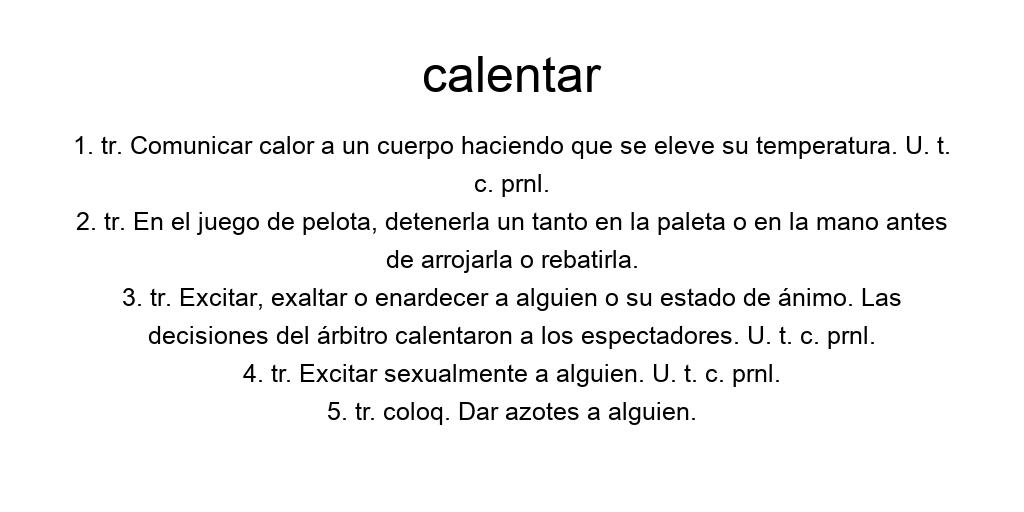 calentar
1. tr. Comunicar calor a un cuerpo haciendo que se eleve su temperatura. U. t.
c. prnl.
2. tr. En el juego de pelota, detenerla un tanto en la paleta o en la mano antes
de arrojarla o rebatirla.
3. tr. Excitar, exaltar o enardecer a alguien o su estado de ánimo. Las
decisiones del árbitro calentaron a los espectadores. U. t. c. prnl.
4. tr. Excitar sexualmente a alguien. U. t. c. prnl.
5. tr. coloq. Dar azotes a alguien.